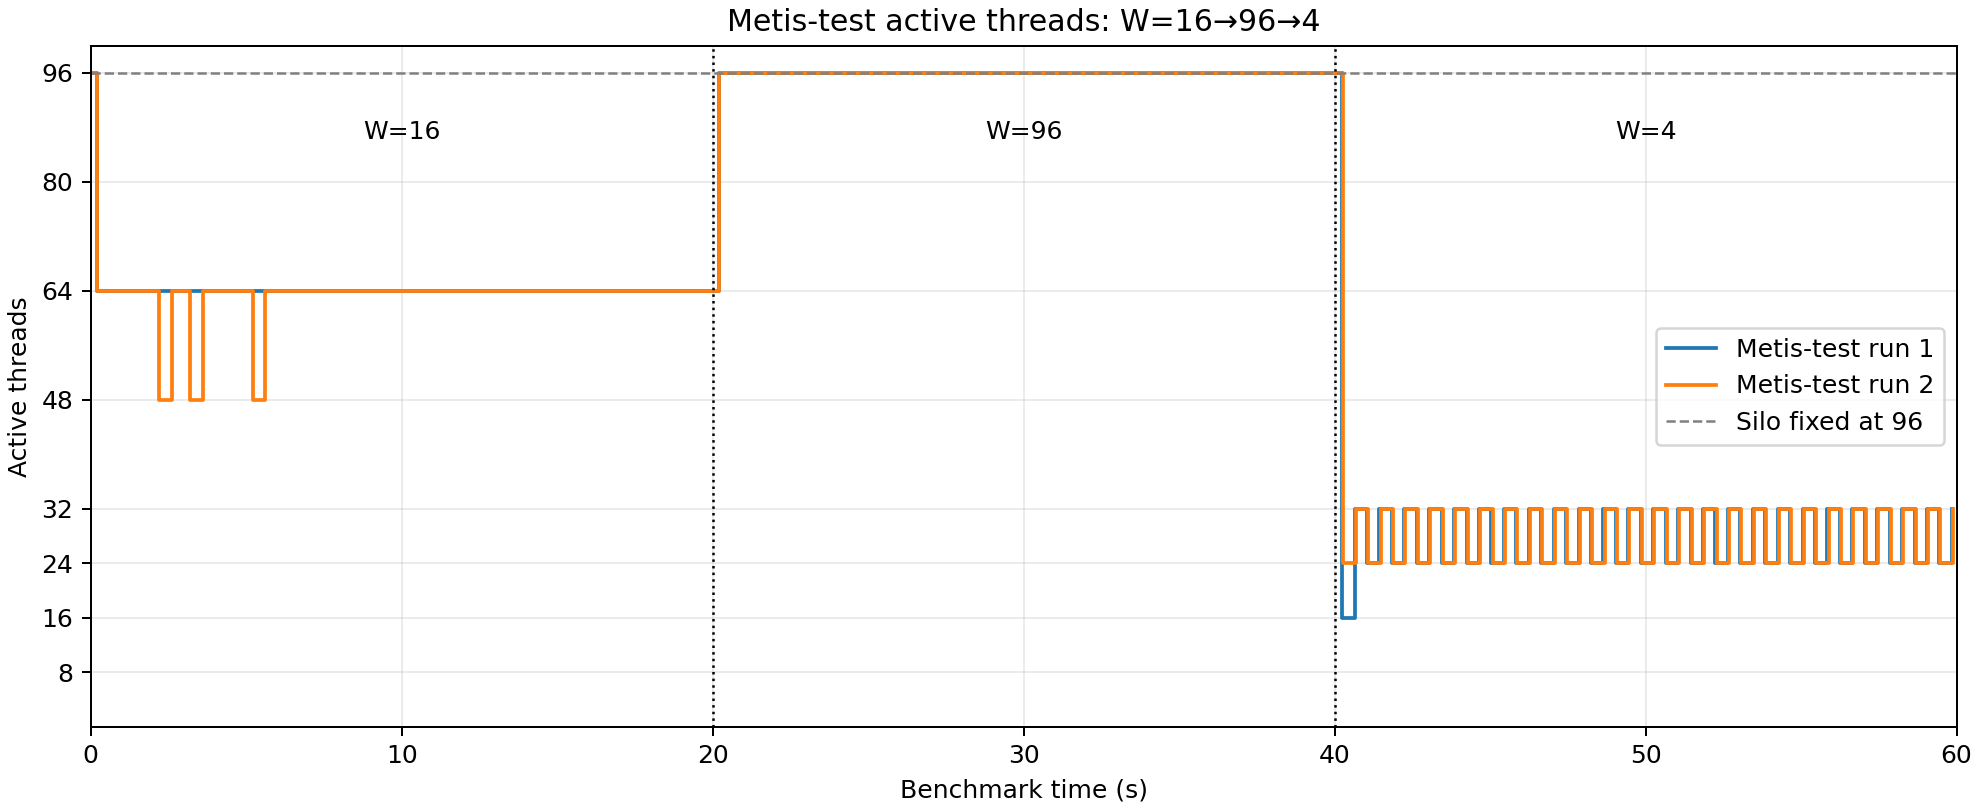 Metis-test active threads: W=16→96→4
Active threads
96
80
64
48
32
24
16
8
W=16
W=96
W=4
Metis-test run 1
Metis-test run 2
Silo fixed at 96
0
10
20
30
40
50
60
Benchmark time (s)